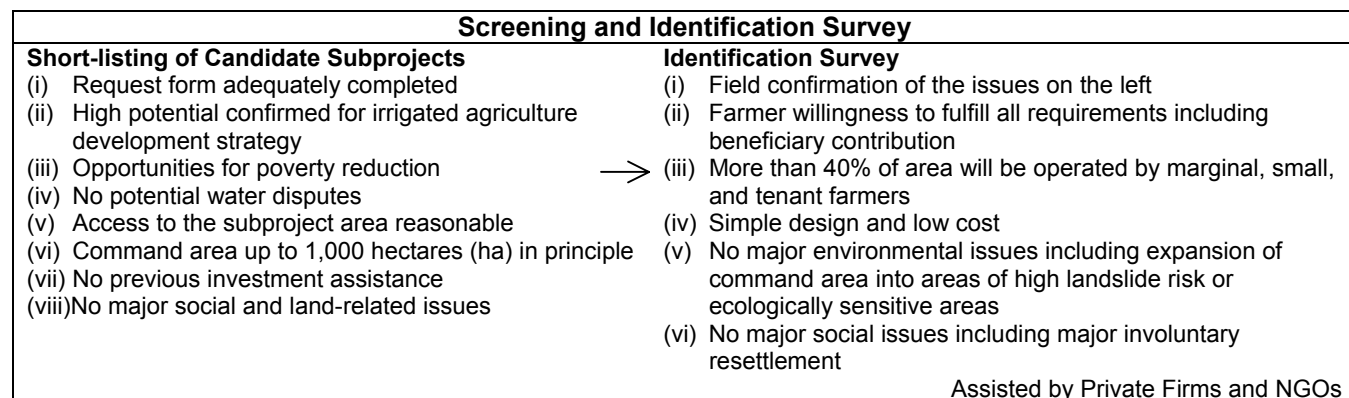 Screening and Identification Survey
Short-listing of Candidate Subprojects
(i) Request form adequately completed
(ii) High potential confirmed for irrigated agriculture
development strategy
(iii) Opportunities for poverty reduction
(iv) No potential water disputes
(v) Access to the subproject area reasonable
(vi) Command area up to 1,000 hectares (ha) in principle
(vii) No previous investment assistance
(viii)No major social and land-related issues
Identification Survey
(i) Field confirmation of the issues on the left
(ii) Farmer willingness to fulfill all requirements including
beneficiary contribution
(iii) More than 40% of area will be operated by marginal, small,
and tenant farmers
(iv) Simple design and low cost
(v) No major environmental issues including expansion of
command area into areas of high landslide risk or
ecologically sensitive areas
(vi) No major social issues including major involuntary
resettlement
Assisted by Private Firms and NGOs